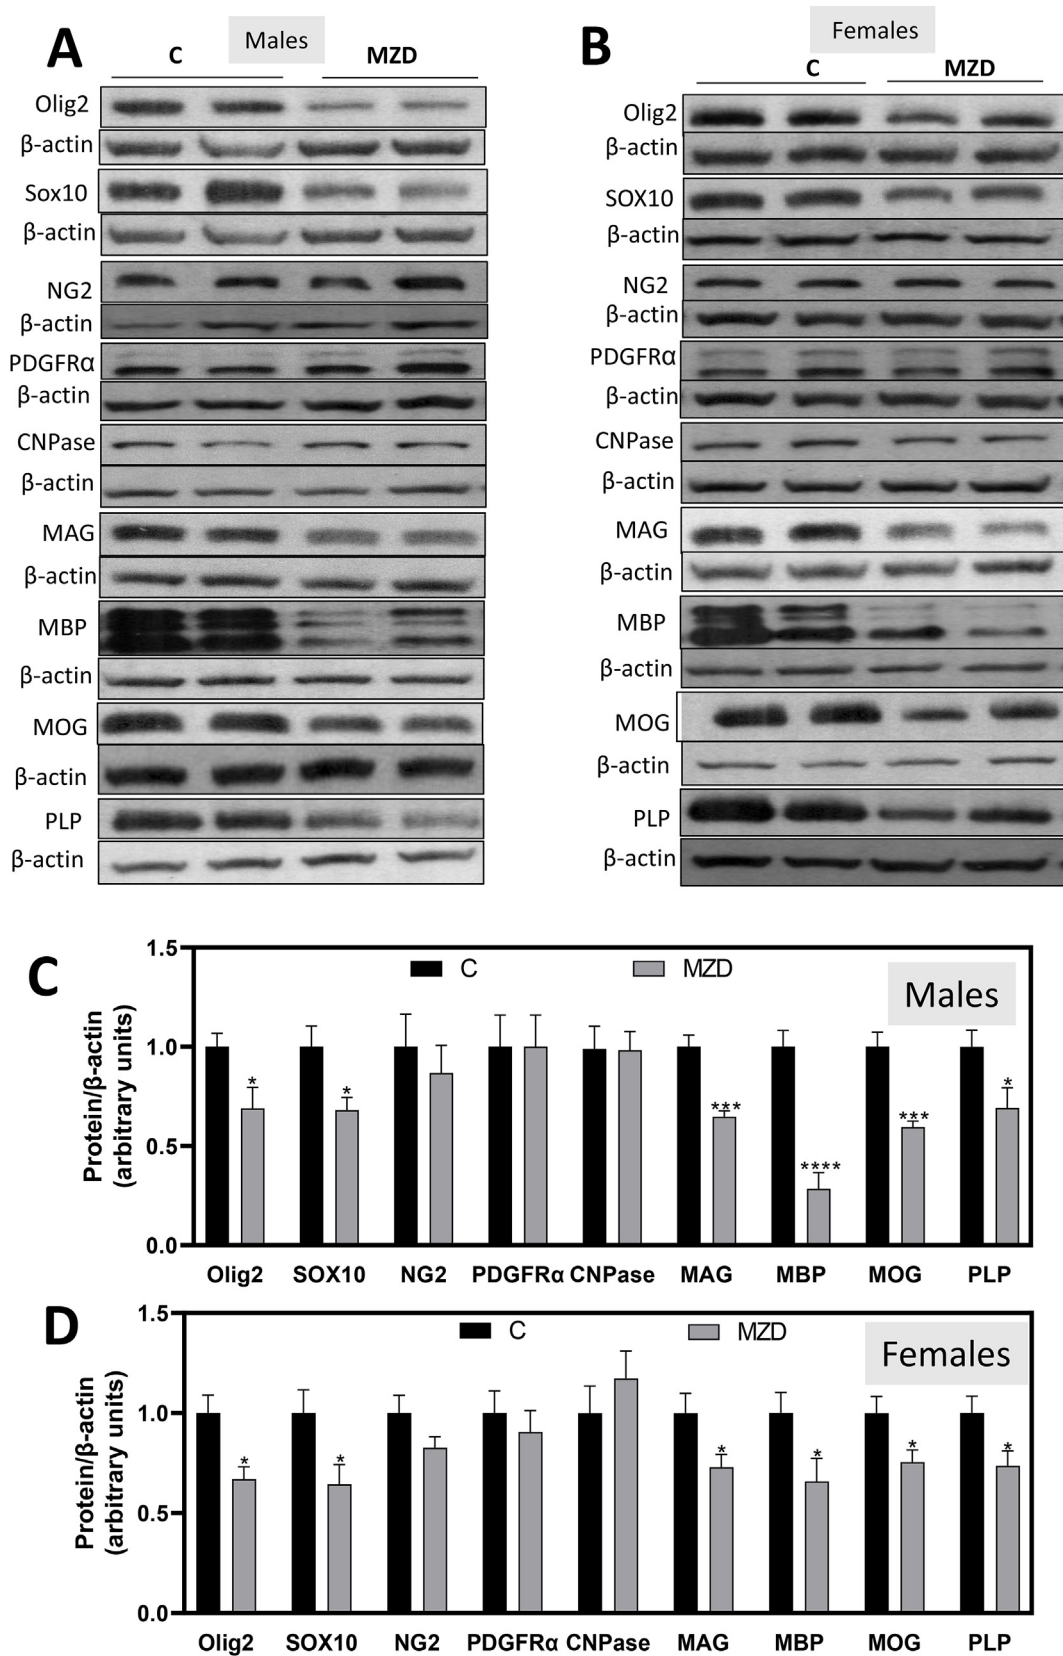 A
Males
C MZD
Olig2
β-actin
Sox10
β-actin
NG2
β-actin
PDGFRα
β-actin
CNPase
β-actin
MAG
β-actin
MBP
β-actin
MOG
β-actin
PLP
β-actin
B
Females
C MZD
Olig2
β-actin
SOX10
β-actin
NG2
β-actin
PDGFRα
β-actin
CNPase
β-actin
MAG
β-actin
MBP
β-actin
MOG
β-actin
PLP
β-actin
C
C MZD
Males
Protein/β-actin
(arbitrary units)
1.5
1.0
0.5
0.0
* * *** **** *** *
Olig2 SOX10 NG2 PDGFRα CNPase MAG MBP MOG PLP
D
C MZD
Females
Protein/β-actin
(arbitrary units)
1.5
1.0
0.5
0.0
* * * * * *
Olig2 SOX10 NG2 PDGFRα CNPase MAG MBP MOG PLP